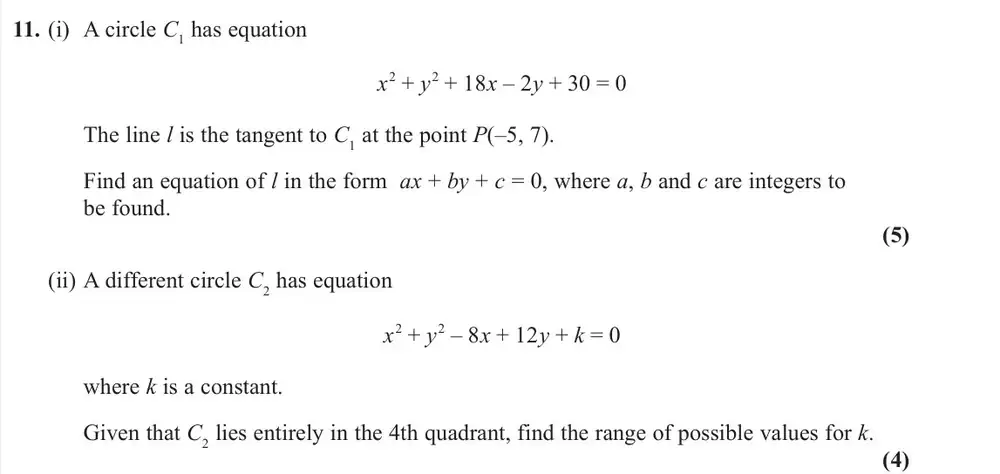 11. (i) A circle C₁ has equation
x² + y² + 18x – 2y + 30 = 0
The line l is the tangent to C₁ at the point P(–5, 7).
Find an equation of l in the form ax + by + c = 0, where a, b and c are integers to
be found.
(5)
(ii) A different circle C₂ has equation
x² + y² – 8x + 12y + k = 0
where k is a constant.
Given that C₂ lies entirely in the 4th quadrant, find the range of possible values for k.
(4)